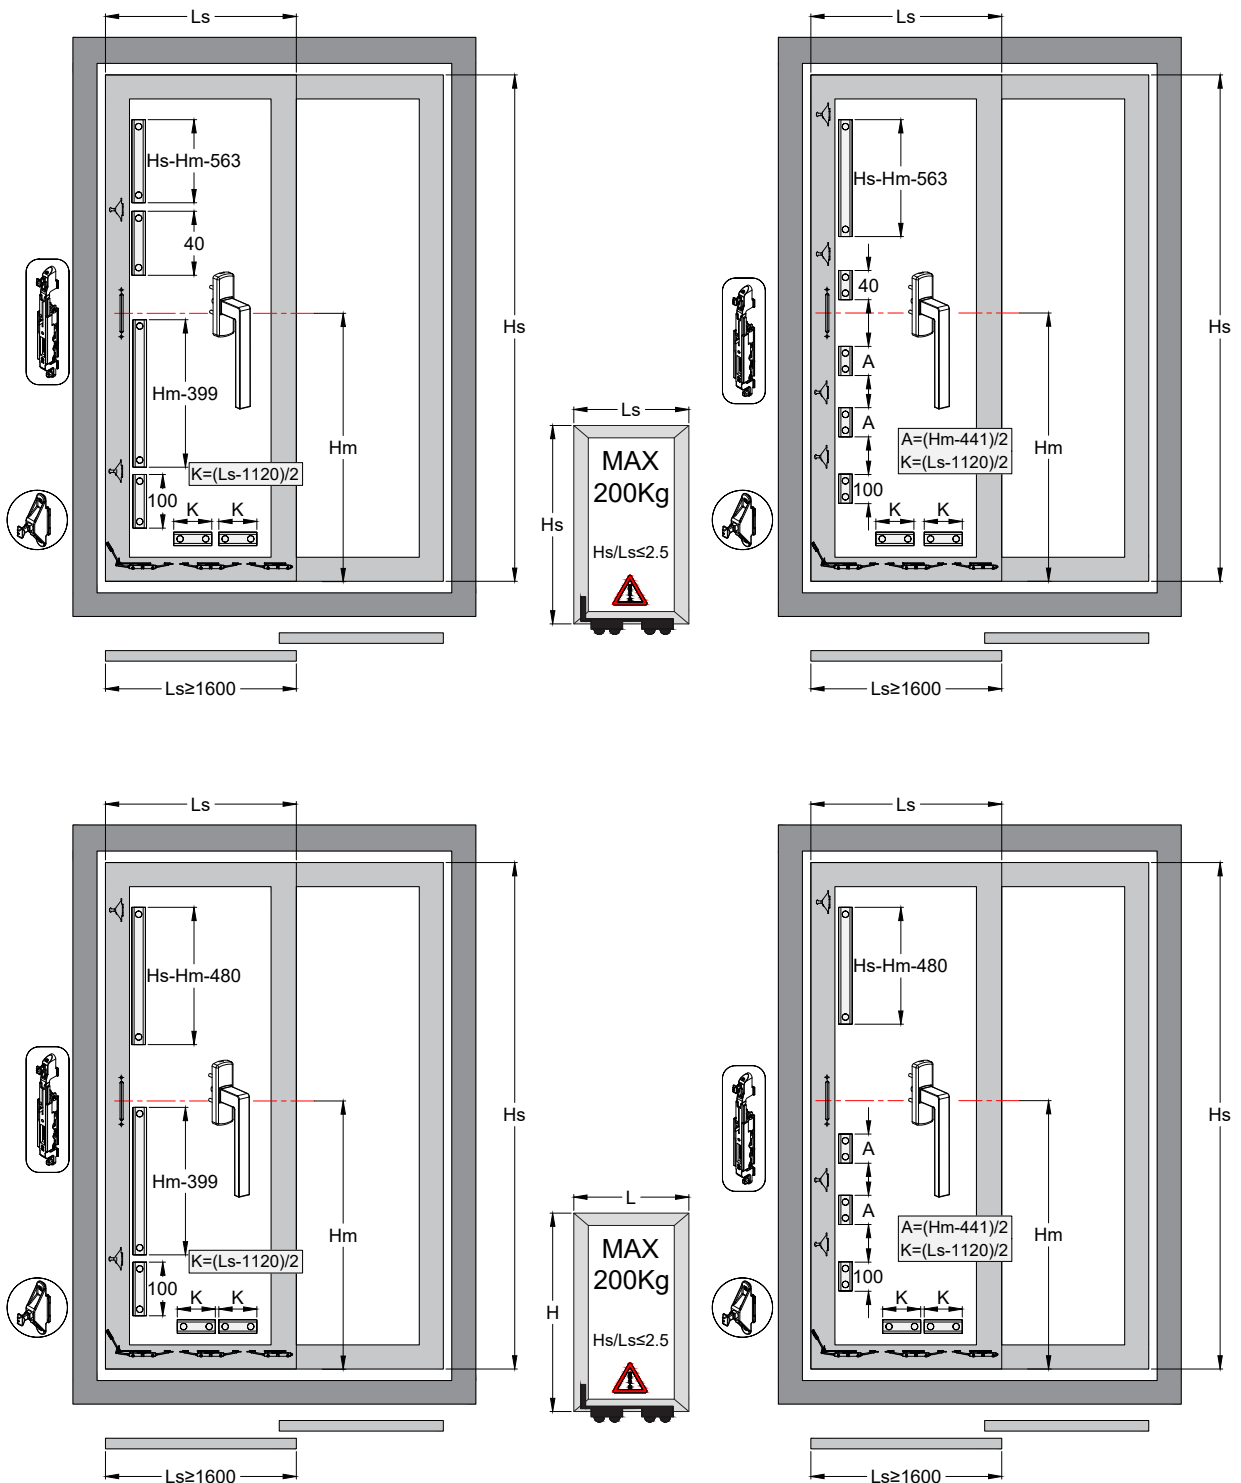 Ls
Hs-Hm-563
40
Hs
Hm-399
Hm
K=(Ls-1120)/2
100
K K
Ls≥1600
Ls
Hs
MAX
200Kg
Hs/Ls≤2.5
Ls
Hs-Hm-563
40
Hs
A
A
Hm
A=(Hm-441)/2
K=(Ls-1120)/2
100
K K
Ls≥1600
Ls
Hs-Hm-480
Hs
Hm-399
Hm
K=(Ls-1120)/2
100
K K
Ls≥1600
L
H
MAX
200Kg
Hs/Ls≤2.5
Ls
Hs-Hm-480
Hs
A
A
Hm
A=(Hm-441)/2
K=(Ls-1120)/2
100
K K
Ls≥1600